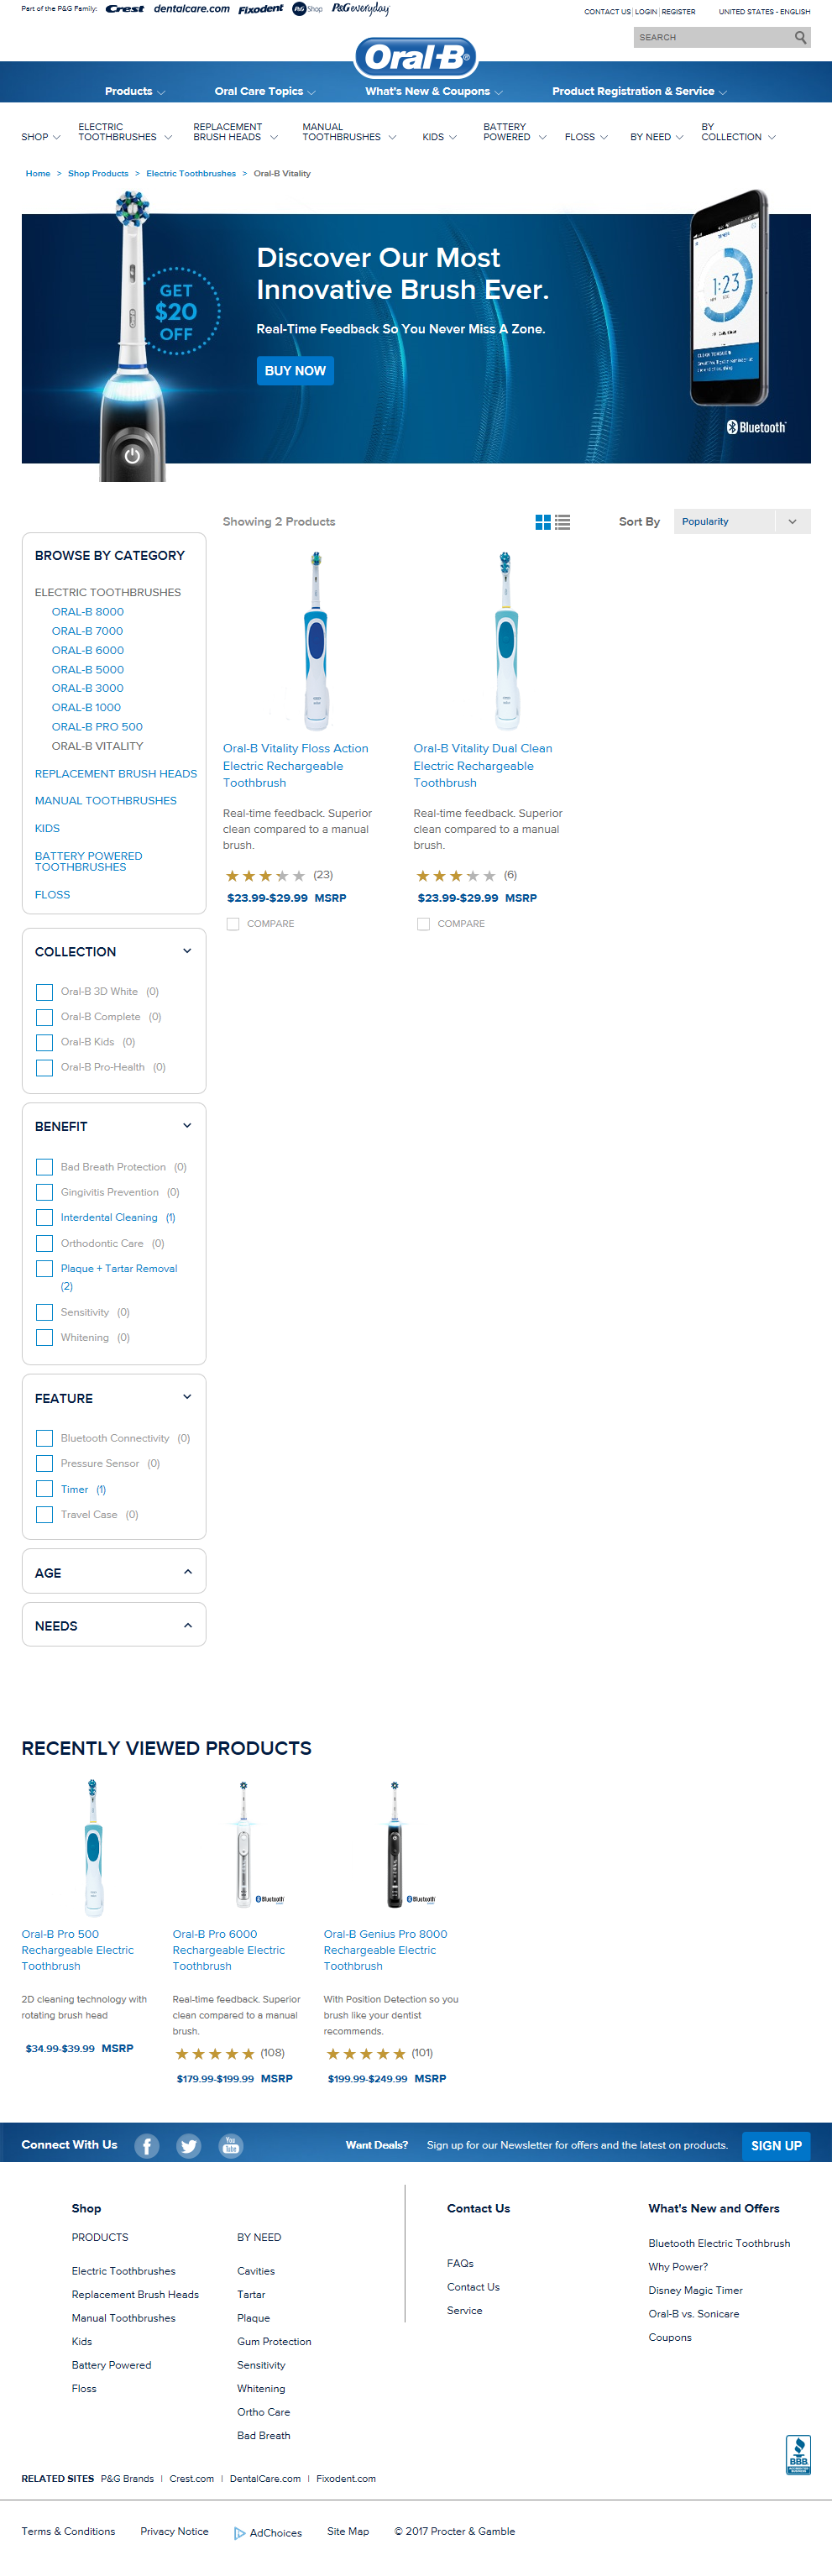 Part of the P&G Family: Crest dentalcare.com Fixodent P&G Shop P&G everyday
CONTACT US LOGIN REGISTER UNITED STATES - ENGLISH
SEARCH
Oral-B
Products Oral Care Topics What's New & Coupons Product Registration & Service
SHOP ELECTRIC TOOTHBRUSHES REPLACEMENT BRUSH HEADS MANUAL TOOTHBRUSHES KIDS BATTERY POWERED FLOSS BY NEED BY COLLECTION
Home > Shop Products > Electric Toothbrushes > Oral-B Vitality
GET
$20
OFF
Discover Our Most
Innovative Brush Ever.
Real-Time Feedback So You Never Miss A Zone.
BUY NOW
1:23
Bluetooth
Showing 2 Products
Sort By Popularity
BROWSE BY CATEGORY
ELECTRIC TOOTHBRUSHES
ORAL-B 8000
ORAL-B 7000
ORAL-B 6000
ORAL-B 5000
ORAL-B 3000
ORAL-B 1000
ORAL-B PRO 500
ORAL-B VITALITY
REPLACEMENT BRUSH HEADS
MANUAL TOOTHBRUSHES
KIDS
BATTERY POWERED
TOOTHBRUSHES
FLOSS
Oral-B Vitality Floss Action
Electric Rechargeable
Toothbrush
Real-time feedback. Superior
clean compared to a manual
brush.
(23)
$23.99-$29.99 MSRP
COMPARE
Oral-B Vitality Dual Clean
Electric Rechargeable
Toothbrush
Real-time feedback. Superior
clean compared to a manual
brush.
(6)
$23.99-$29.99 MSRP
COMPARE
COLLECTION
Oral-B 3D White (0)
Oral-B Complete (0)
Oral-B Kids (0)
Oral-B Pro-Health (0)
BENEFIT
Bad Breath Protection (0)
Gingivitis Prevention (0)
Interdental Cleaning (1)
Orthodontic Care (0)
Plaque + Tartar Removal
(2)
Sensitivity (0)
Whitening (0)
FEATURE
Bluetooth Connectivity (0)
Pressure Sensor (0)
Timer (1)
Travel Case (0)
AGE
NEEDS
RECENTLY VIEWED PRODUCTS
Oral-B Pro 500
Rechargeable Electric
Toothbrush
2D cleaning technology with
rotating brush head
$34.99-$39.99 MSRP
Bluetooth
Oral-B Pro 6000
Rechargeable Electric
Toothbrush
Real-time feedback. Superior
clean compared to a manual
brush.
(108)
$179.99-$199.99 MSRP
Bluetooth
Oral-B Genius Pro 8000
Rechargeable Electric
Toothbrush
With Position Detection so you
brush like your dentist
recommends.
(101)
$199.99-$249.99 MSRP
Connect With Us
You Tube
Want Deals? Sign up for our Newsletter for offers and the latest on products. SIGN UP
Shop
PRODUCTS
Electric Toothbrushes
Replacement Brush Heads
Manual Toothbrushes
Kids
Battery Powered
Floss
BY NEED
Cavities
Tartar
Plaque
Gum Protection
Sensitivity
Whitening
Ortho Care
Bad Breath
Contact Us
FAQs
Contact Us
Service
What's New and Offers
Bluetooth Electric Toothbrush
Why Power?
Disney Magic Timer
Oral-B vs. Sonicare
Coupons
BBB
RELATED SITES P&G Brands | Crest.com | DentalCare.com | Fixodent.com
Terms & Conditions Privacy Notice AdChoices Site Map © 2017 Procter & Gamble